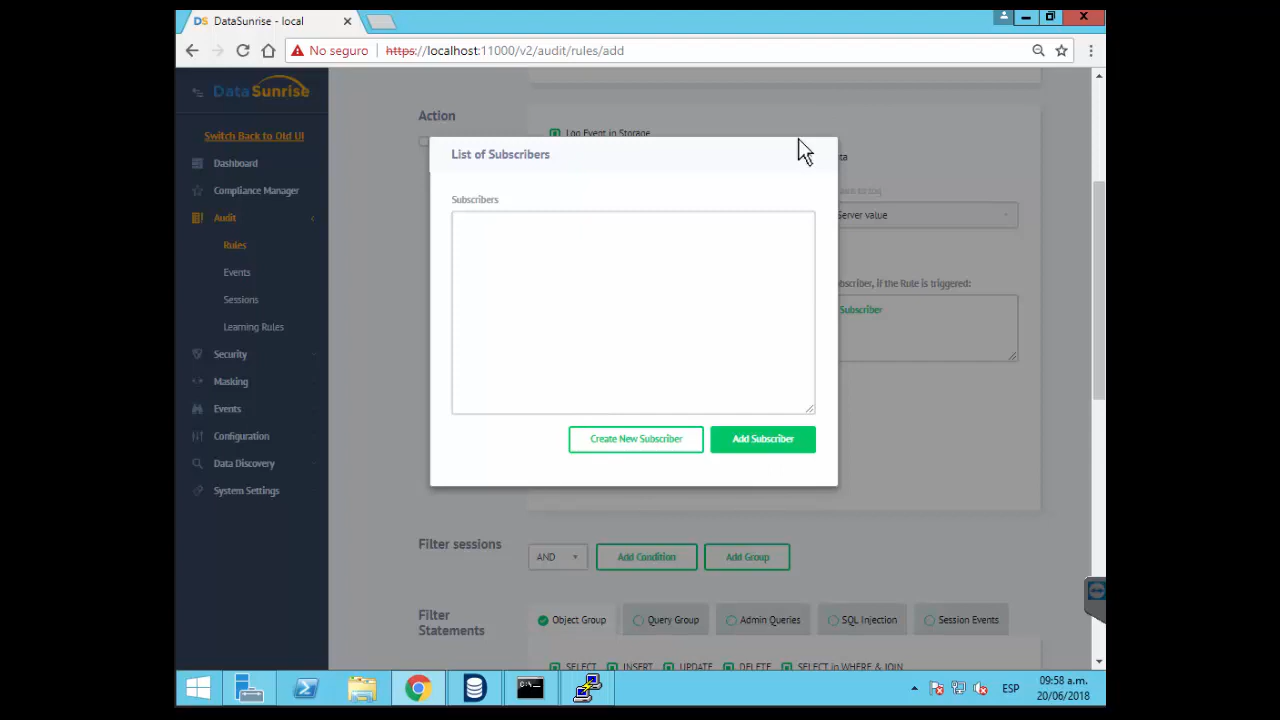 DS DataSunrise - local
No seguro
https://localhost:11000/v2/audit/rules/add
DataSunrise
Switch Back to Old UI
Dashboard
Compliance Manager
Audit
Rules
Events
Sessions
Learning Rules
Security
Masking
Events
Configuration
Data Discovery
System Settings
Action
Log Event in Storage
List of Subscribers
Subscribers
Create New Subscriber
Add Subscriber
Server value
bscriber, if the Rule is triggered:
Subscriber
Filter sessions
AND
Add Condition
Add Group
Filter
Statements
Object Group
Query Group
Admin Queries
SQL Injection
Session Events
SELECT
INSERT
UPDATE
DELETE
SELECT in WHERE & JOIN
ESP
09:58 a.m.
20/06/2018